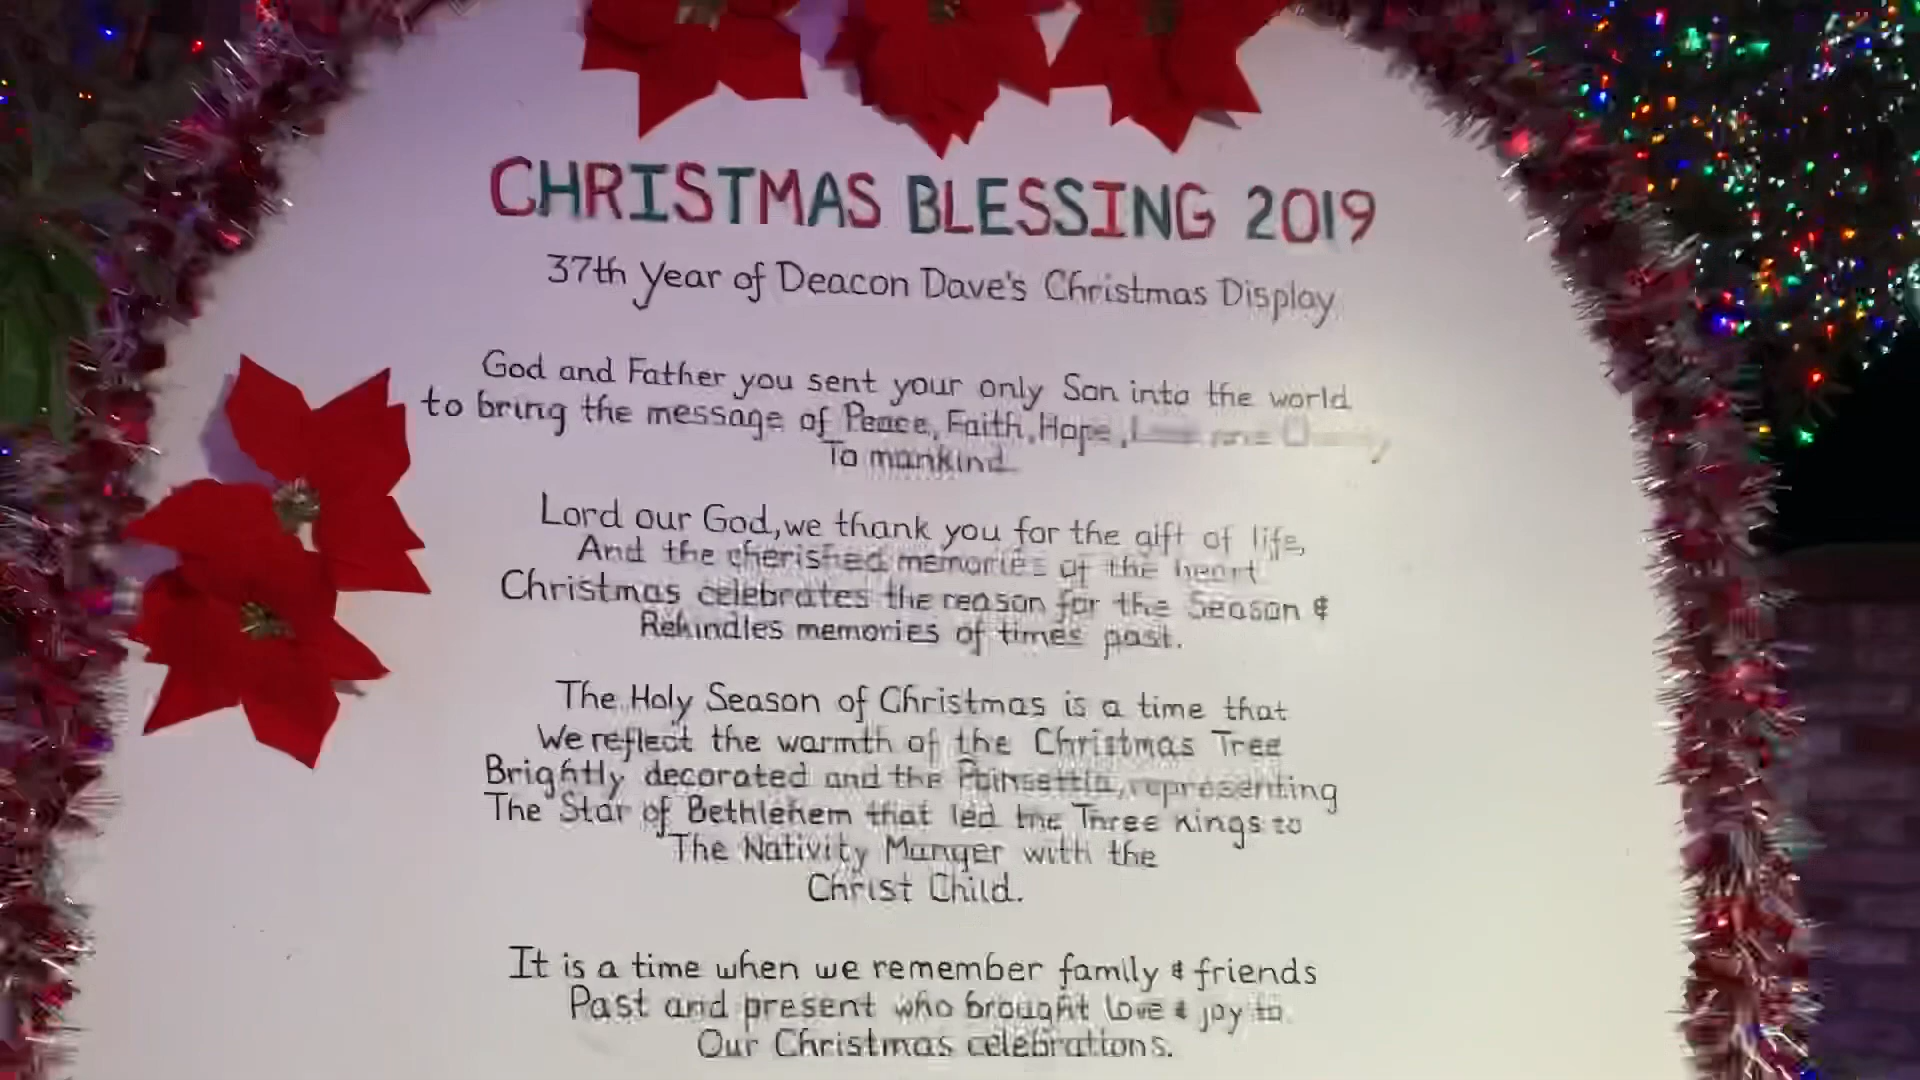 CHRISTMAS BLESSING 2019
37th Year of Deacon Dave's Christmas Display
God and Father you sent your only Son into the world
to bring the message of Peace, Faith, Hope,
To mankind
Lord our God, we thank you for the gift of life,
And the cherished memories of the heart
Christmas celebrates the reason for the Season &
Rekindles memories of times past.
The Holy Season of Christmas is a time that
We reflect the warmth of the Christmas Tree
Brightly decorated and the Poinsettia, representing
The Star of Bethlehem that led the Three Kings to
The Nativity Manger with the
Christ Child.
It is a time when we remember family & friends
Past and present who brought love & joy to
Our Christmas celebrations.